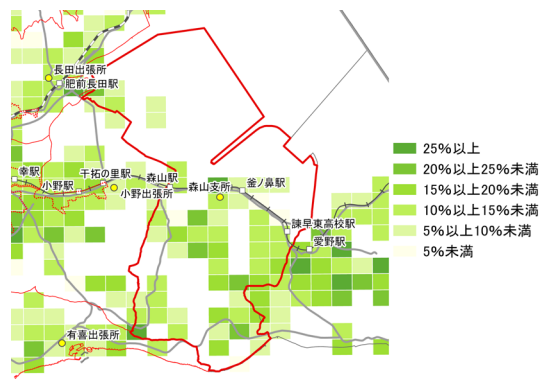 長田出張所
肥前長田駅
幸駅
干拓の里駅
小野駅
小野出張所
森山駅
森山支所
釜ノ鼻駅
諫早東高校駅
愛野駅
有喜出張所
25%以上
20%以上25%未満
15%以上20%未満
10%以上15%未満
5%以上10%未満
5%未満